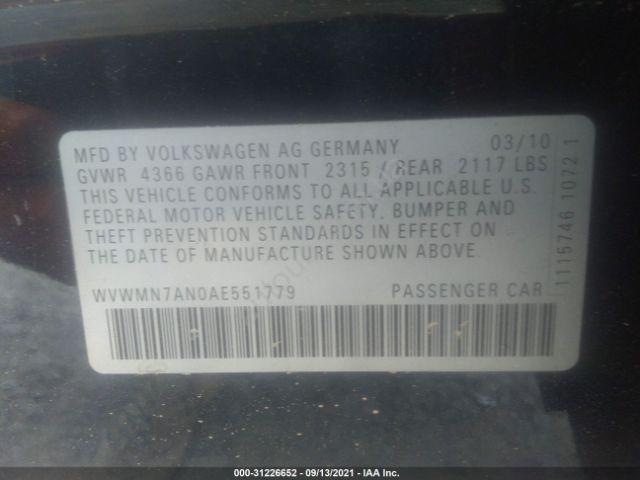 MFD BY VOLKSWAGEN AG GERMANY 03/10
GVWR 4366 GAWR FRONT 2315 / REAR 2117 LBS
THIS VEHICLE CONFORMS TO ALL APPLICABLE U.S.
FEDERAL MOTOR VEHICLE SAFETY, BUMPER AND
THEFT PREVENTION STANDARDS IN EFFECT ON
THE DATE OF MANUFACTURE SHOWN ABOVE.
WVWMN7AN0AE551779 PASSENGER CAR
1115746 1072 1
000-31226652 - 09/13/2021 - IAA Inc.